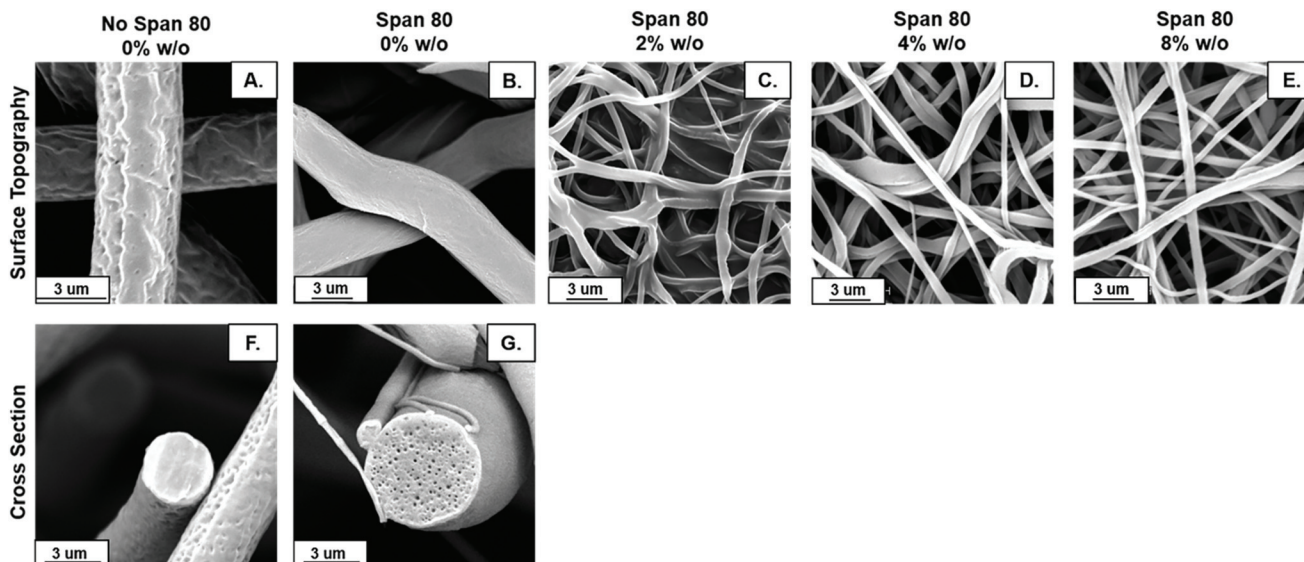 No Span 80
0% w/o
Span 80
0% w/o
Span 80
2% w/o
Span 80
4% w/o
Span 80
8% w/o
Surface Topography
A.
B.
C.
D.
E.
3 um
3 um
3 um
3 um
3 um
Cross Section
F.
G.
3 um
3 um